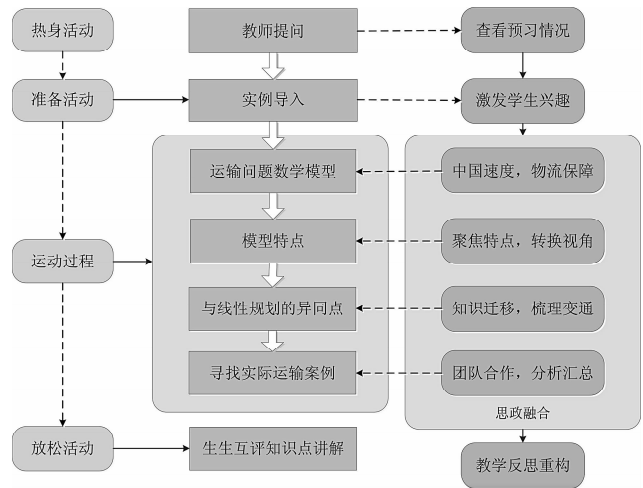 热身活动
教师提问
查看预习情况
准备活动
实例导入
激发学生兴趣
运输问题数学模型
中国速度，物流保障
运动过程
模型特点
聚焦特点，转换视角
与线性规划的异同点
知识迁移，梳理变通
寻找实际运输案例
团队合作，分析汇总
思政融合
放松活动
生生互评知识点讲解
教学反思重构